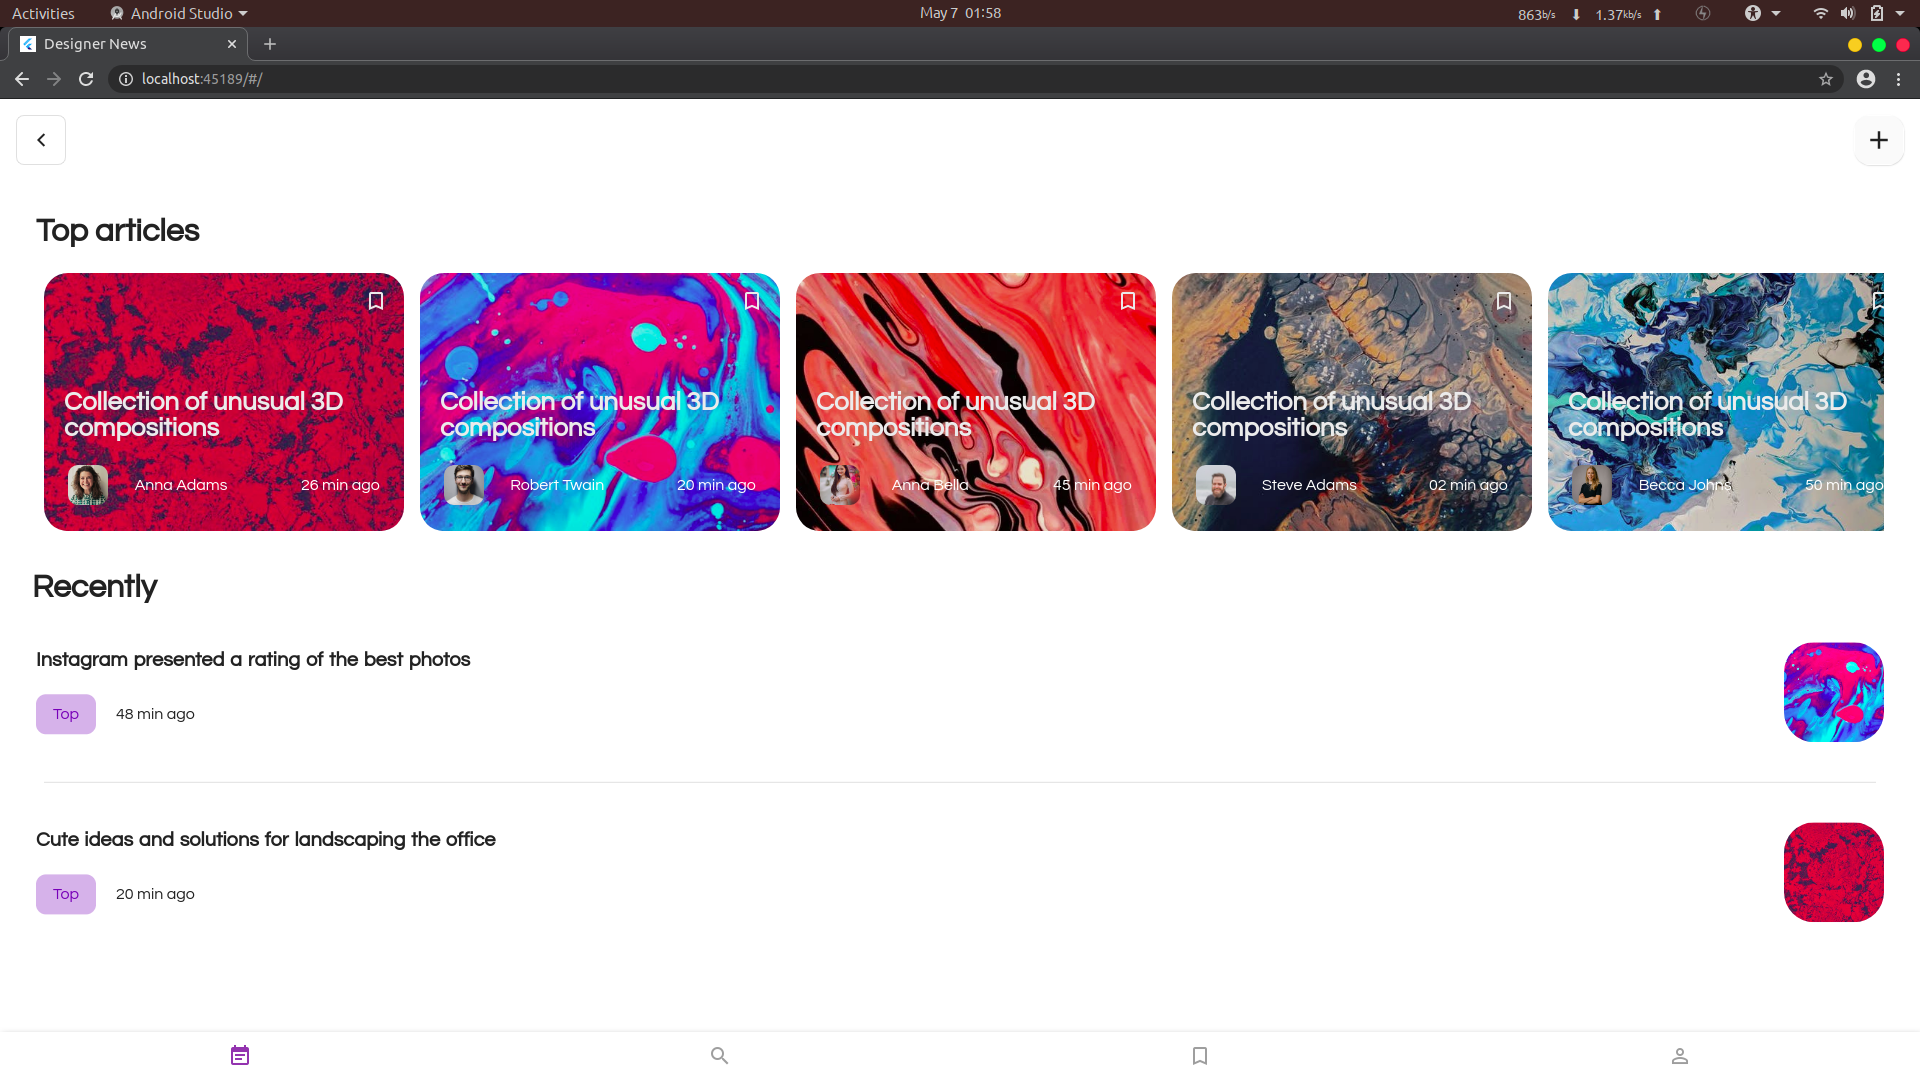 Activities Android Studio May 7 01:58 863b/s 1.37kb/s
Designer News
localhost:45189/#/
Top articles
Collection of unusual 3D
compositions
Anna Adams 26 min ago
Collection of unusual 3D
compositions
Robert Twain 20 min ago
Collection of unusual 3D
compositions
Anna Bella 45 min ago
Collection of unusual 3D
compositions
Steve Adams 02 min ago
Collection of unusual 3D
compositions
Becca Johns 50 min ago
Recently
Instagram presented a rating of the best photos
Top 48 min ago
Cute ideas and solutions for landscaping the office
Top 20 min ago